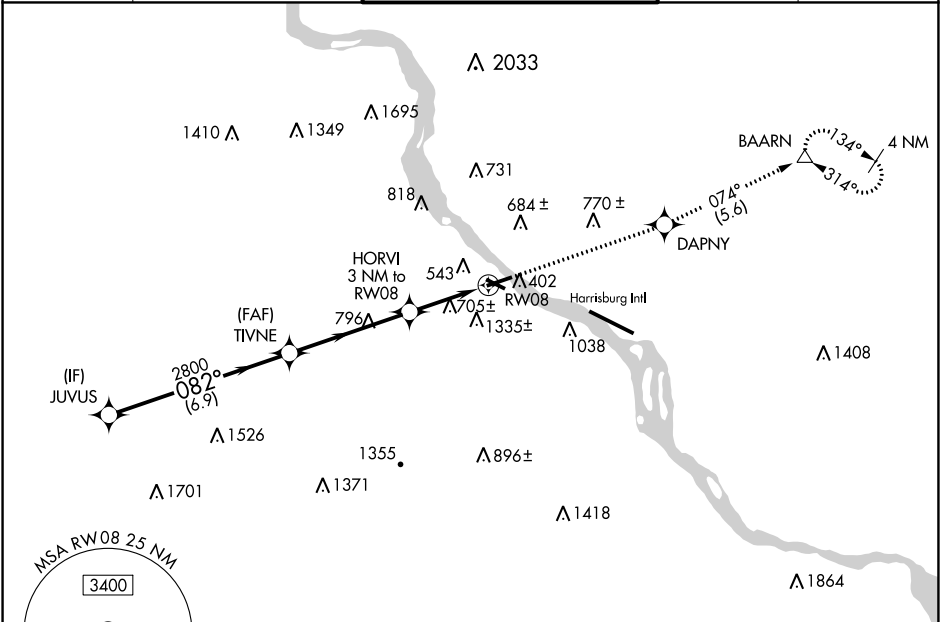 2033
1695
1410
1349
BAARN
134°
4 NM
314°
731
818
684 ±
770 ±
074°
(5.6)
DAPNY
HORVI
3 NM to
RW08
543
402
RW08
Harrisburg Intl
(FAF)
TIVNE
796
705±
1335±
1038
1408
(IF)
JUVUS
2800
082°
(6.9)
1526
1355
896±
1701
1371
1418
MSA RW08 25 NM
3400
1864